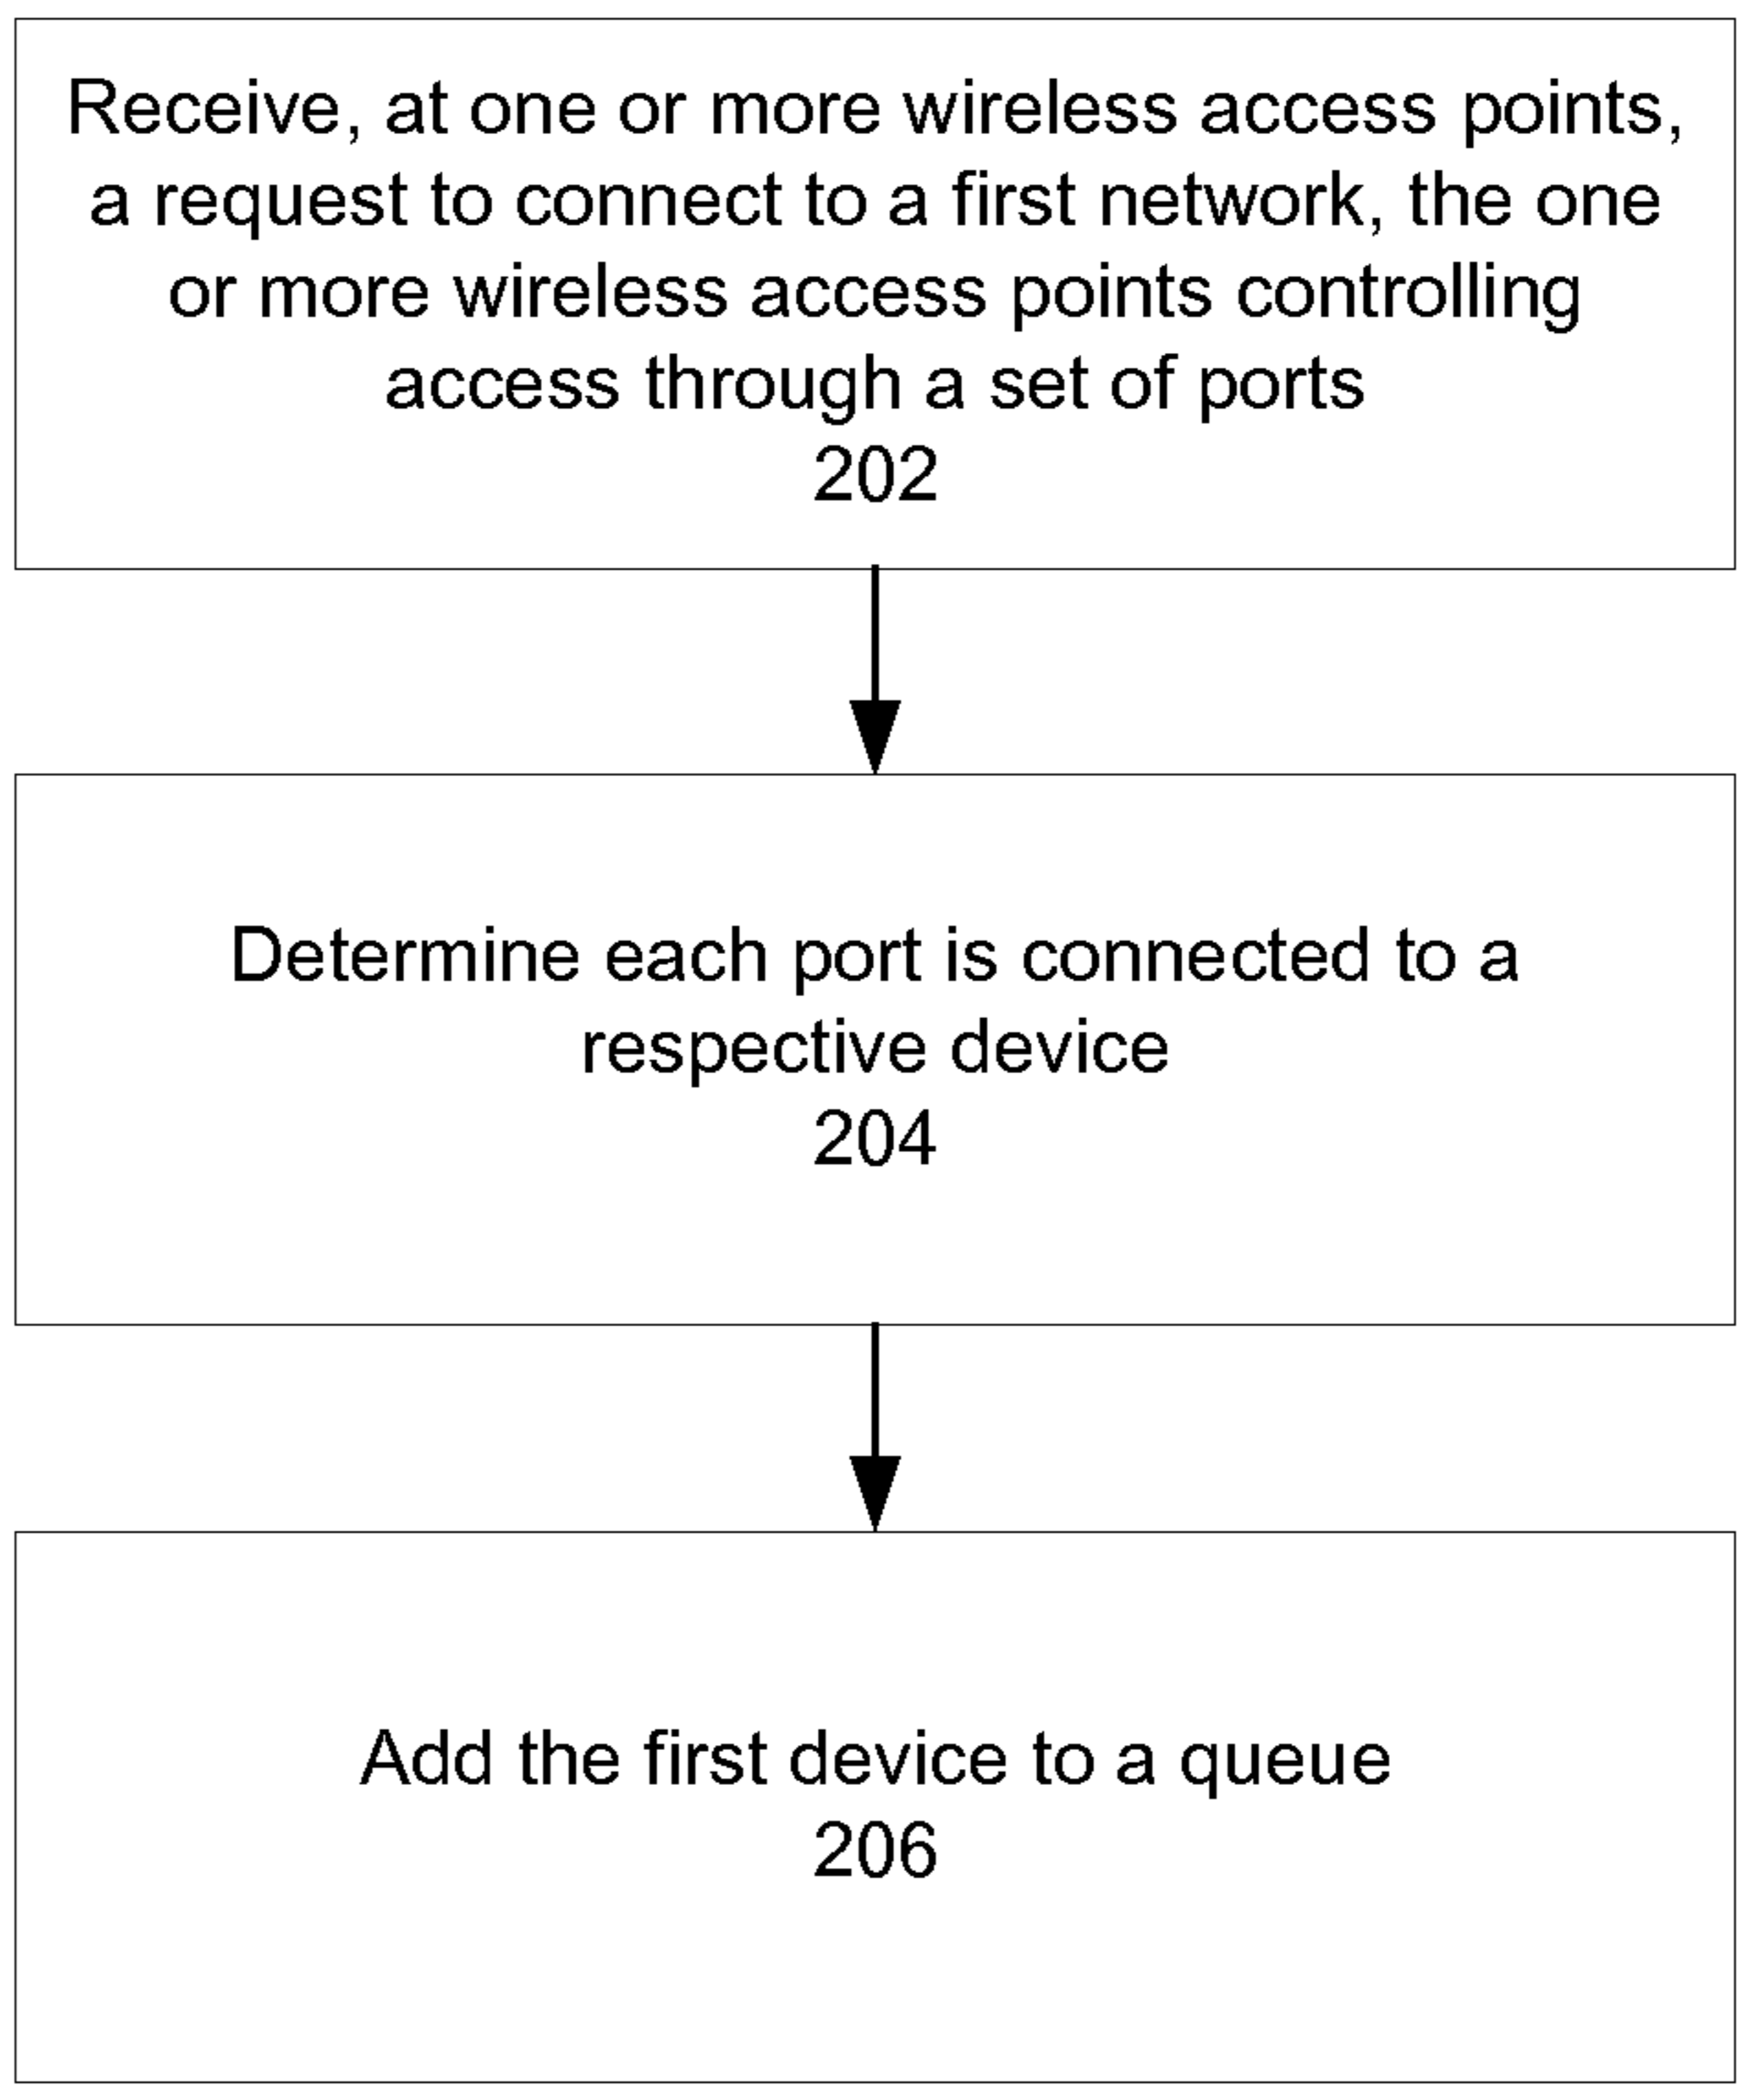 Receive, at one or more wireless access points,
a request to connect to a first network, the one
or more wireless access points controlling
access through a set of ports
202
Determine each port is connected to a
respective device
204
Add the first device to a queue
206